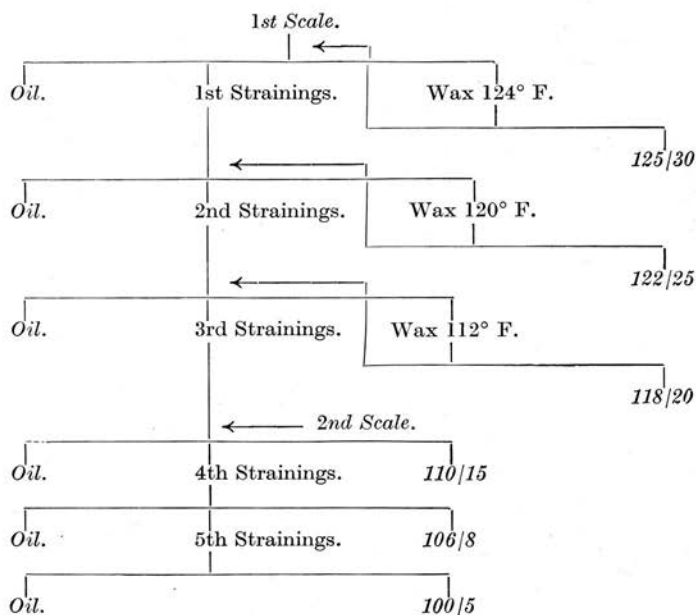 1st Scale.
Oil. 1st Strainings. Wax 124° F.
125/30
Oil. 2nd Strainings. Wax 120° F.
122/25
Oil. 3rd Strainings. Wax 112° F.
118/20
2nd Scale.
Oil. 4th Strainings. 110/15
Oil. 5th Strainings. 106/8
Oil. 100/5